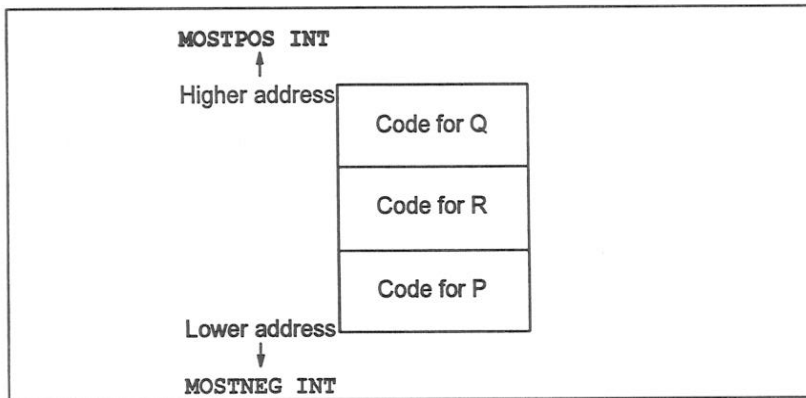 MOSTPOS INT
Higher address
Code for Q
Code for R
Code for P
Lower address
MOSTNEG INT